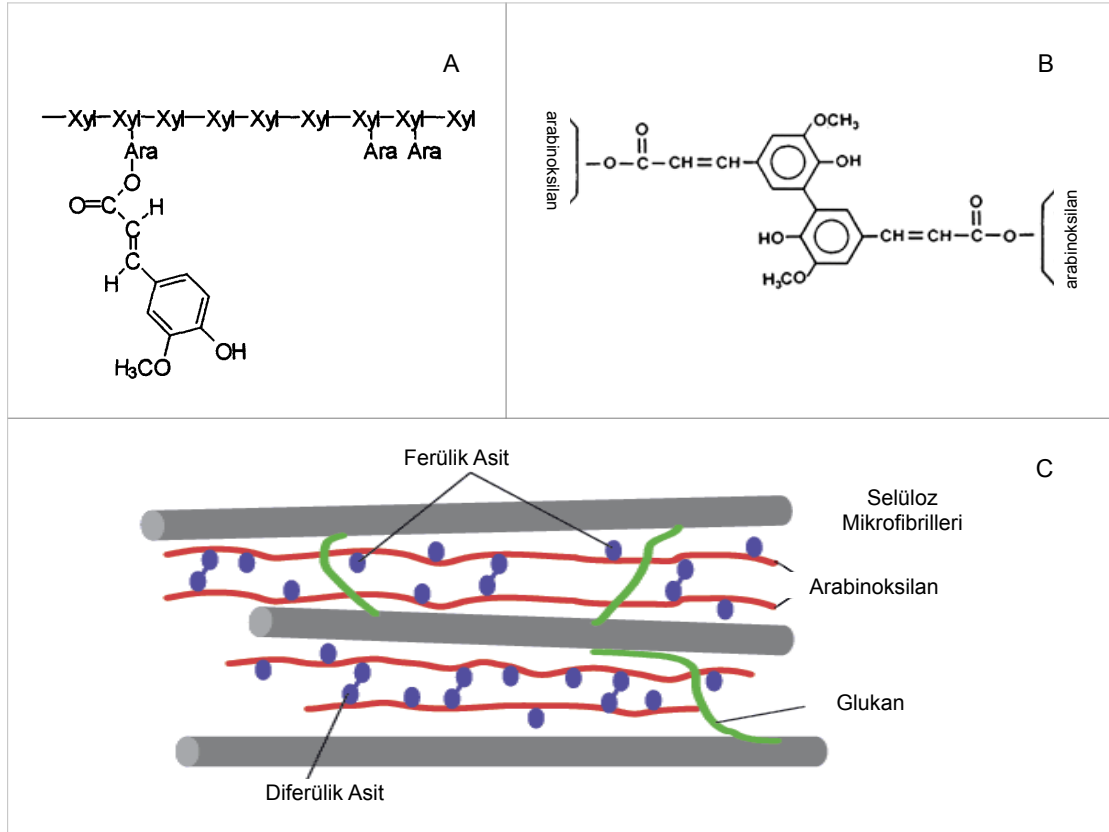 A
Xyl Xyl Xyl Xyl Xyl Xyl Xyl Xyl Xyl
Ara Ara Ara
O
O C H
C
H C
H3CO OH
B
arabinoksilan
O C CH CH OCH3 OH
O
HO CH CH C O
O
H3CO
arabinoksilan
C
Ferülik Asit
Selüloz
Mikrofibrilleri
Arabinoksilan
Glukan
Diferülik Asit